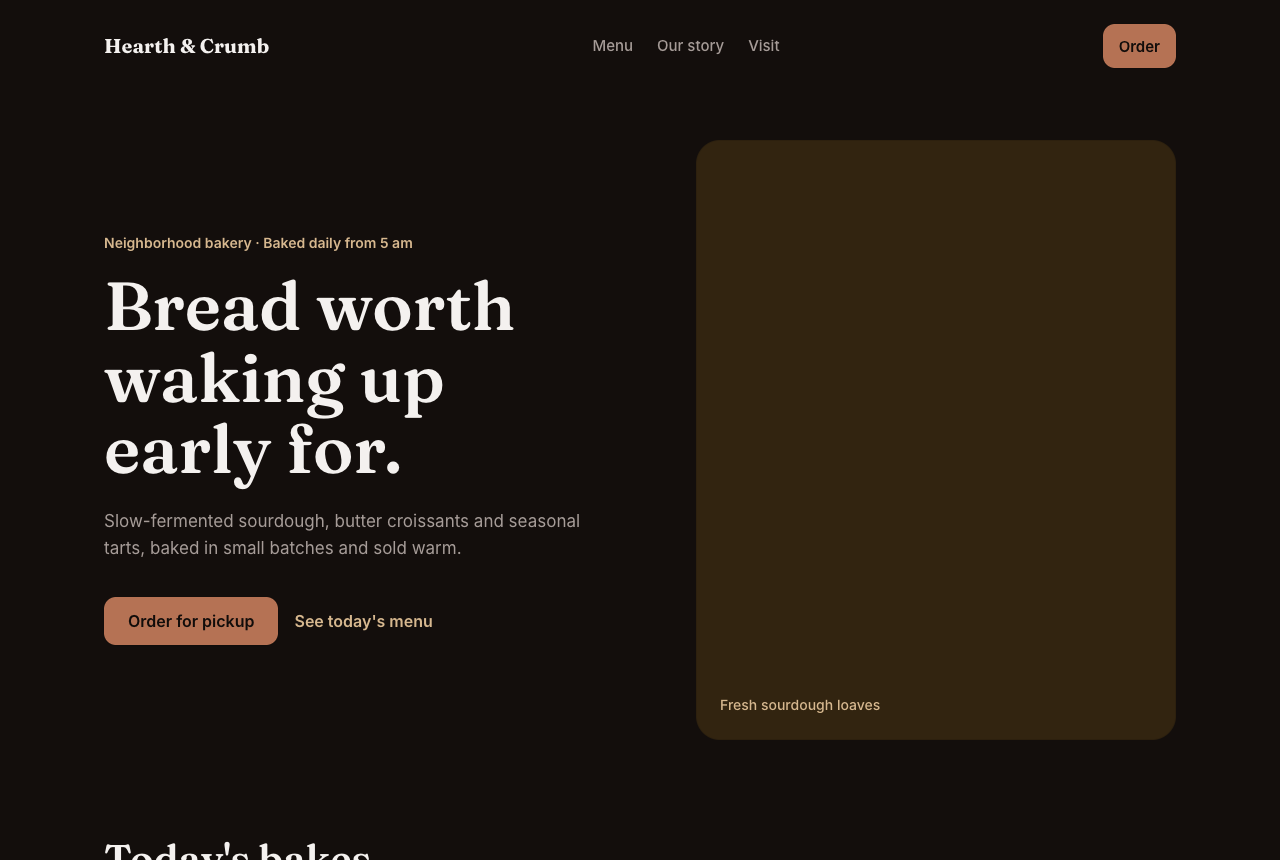 Hearth & Crumb
Menu
Our story
Visit
Order
Neighborhood bakery · Baked daily from 5 am
Bread worth
waking up
early for.
Slow-fermented sourdough, butter croissants and seasonal
tarts, baked in small batches and sold warm.
Order for pickup
See today's menu
Fresh sourdough loaves
Today's bakes